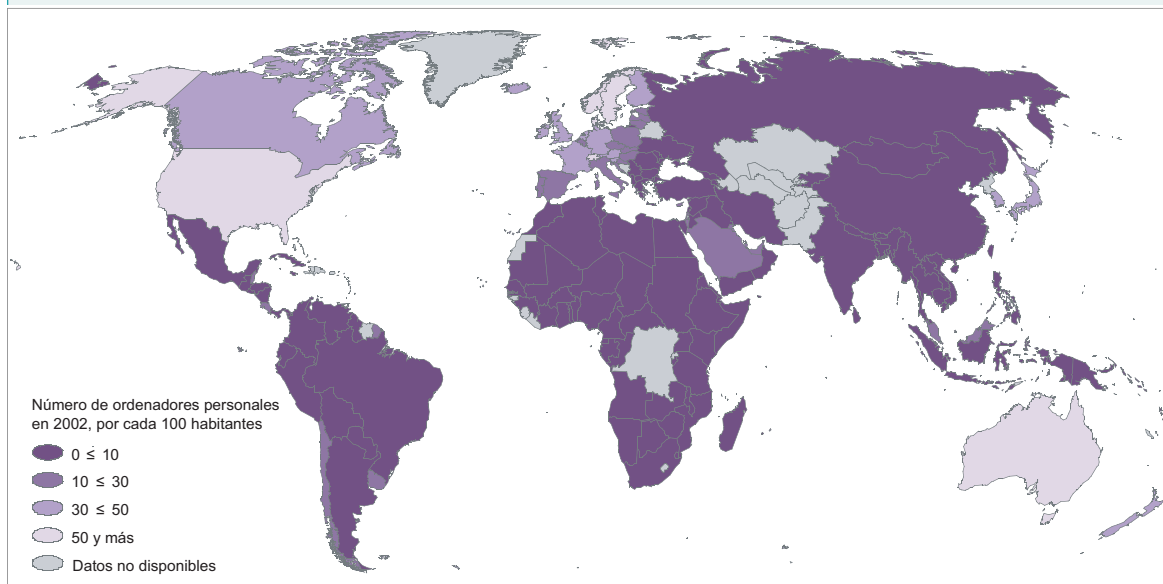 Número de ordenadores personales
en 2002, por cada 100 habitantes
0 ≤ 10
10 ≤ 30
30 ≤ 50
50 y más
Datos no disponibles